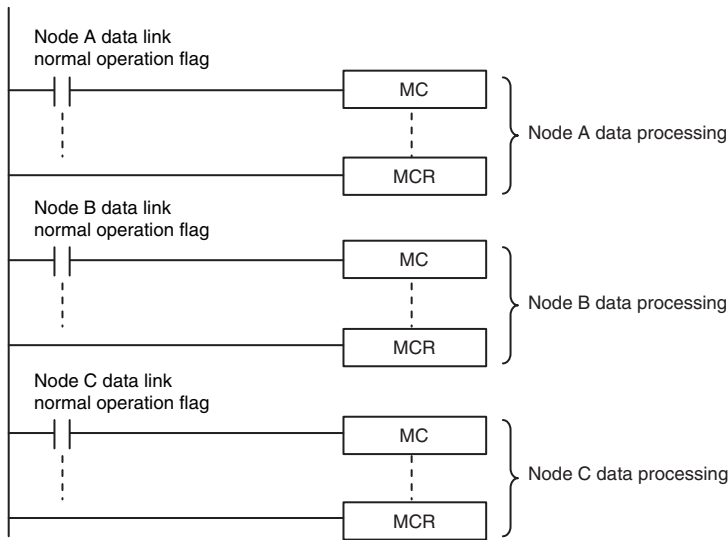 Node A data link
normal operation flag
MC
Node A data processing
MCR
Node B data link
normal operation flag
MC
Node B data processing
MCR
Node C data link
normal operation flag
MC
Node C data processing
MCR